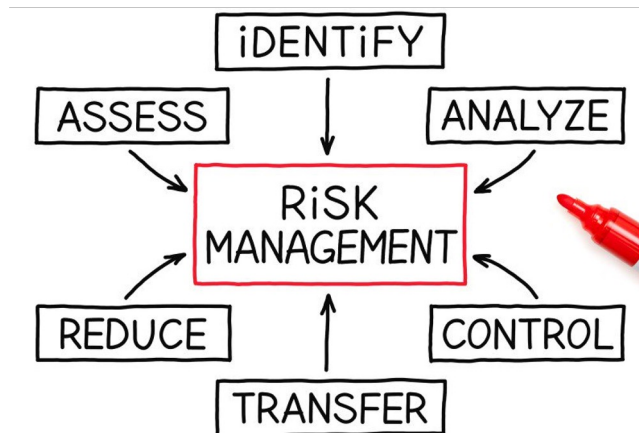 iDENTiFY
ASSESS
ANALYZE
RiSK
MANAGEMENT
REDUCE
CONTROL
TRANSFER